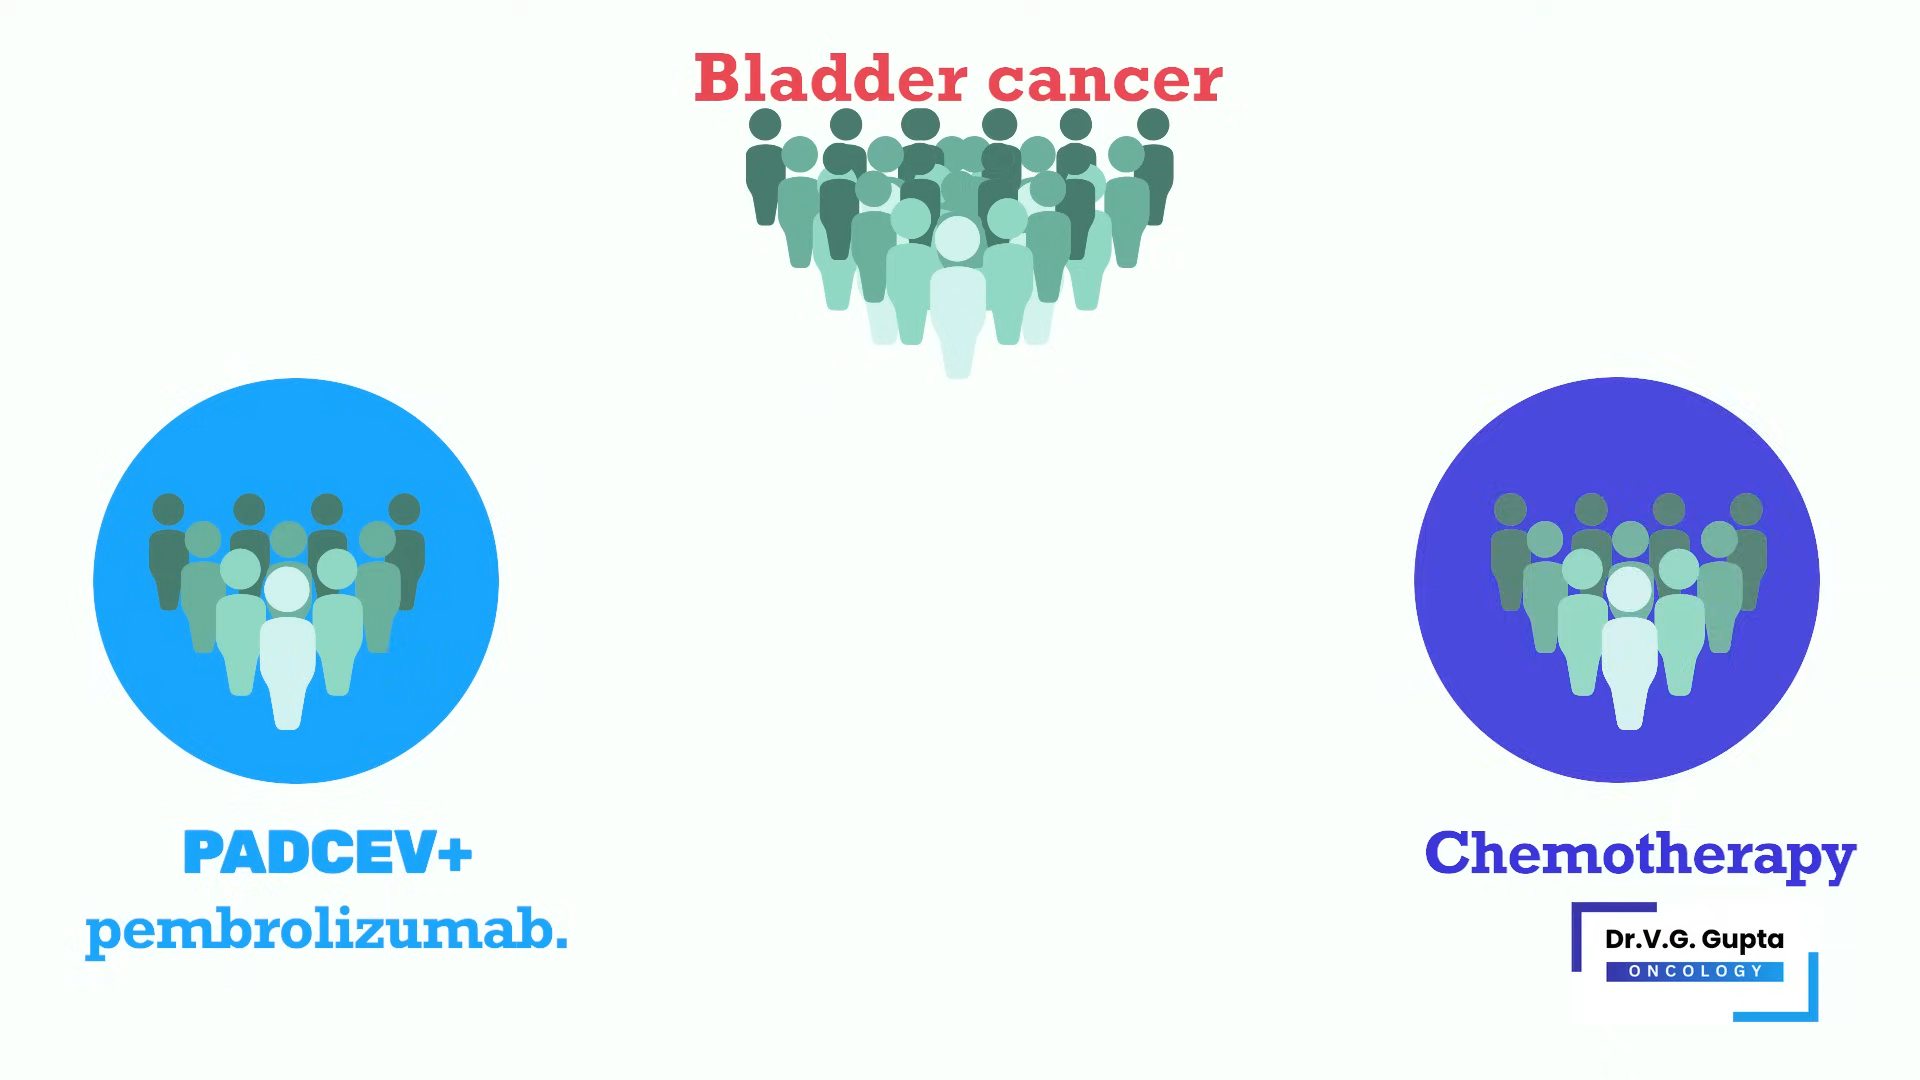 Bladder cancer
PADCEV+
pembrolizumab.
Chemotherapy
Dr.V.G. Gupta
ONCOLOGY